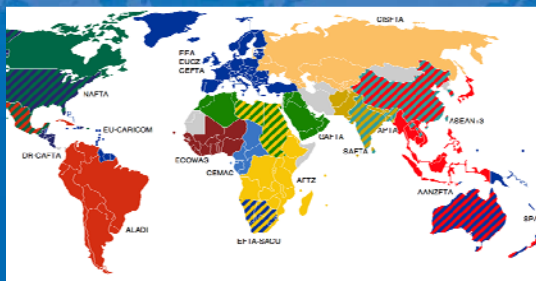 CISFTA
EEA
EUCZ
CEFTA
NAFTA
ASEAN+3
EU-CARICOM
GAFTA
APTA
DR-CAFTA
SAFTA
ECOWAS
CEMAC
AFTZ
AANZFTA
SPA
ALADI
EFTA-SACU